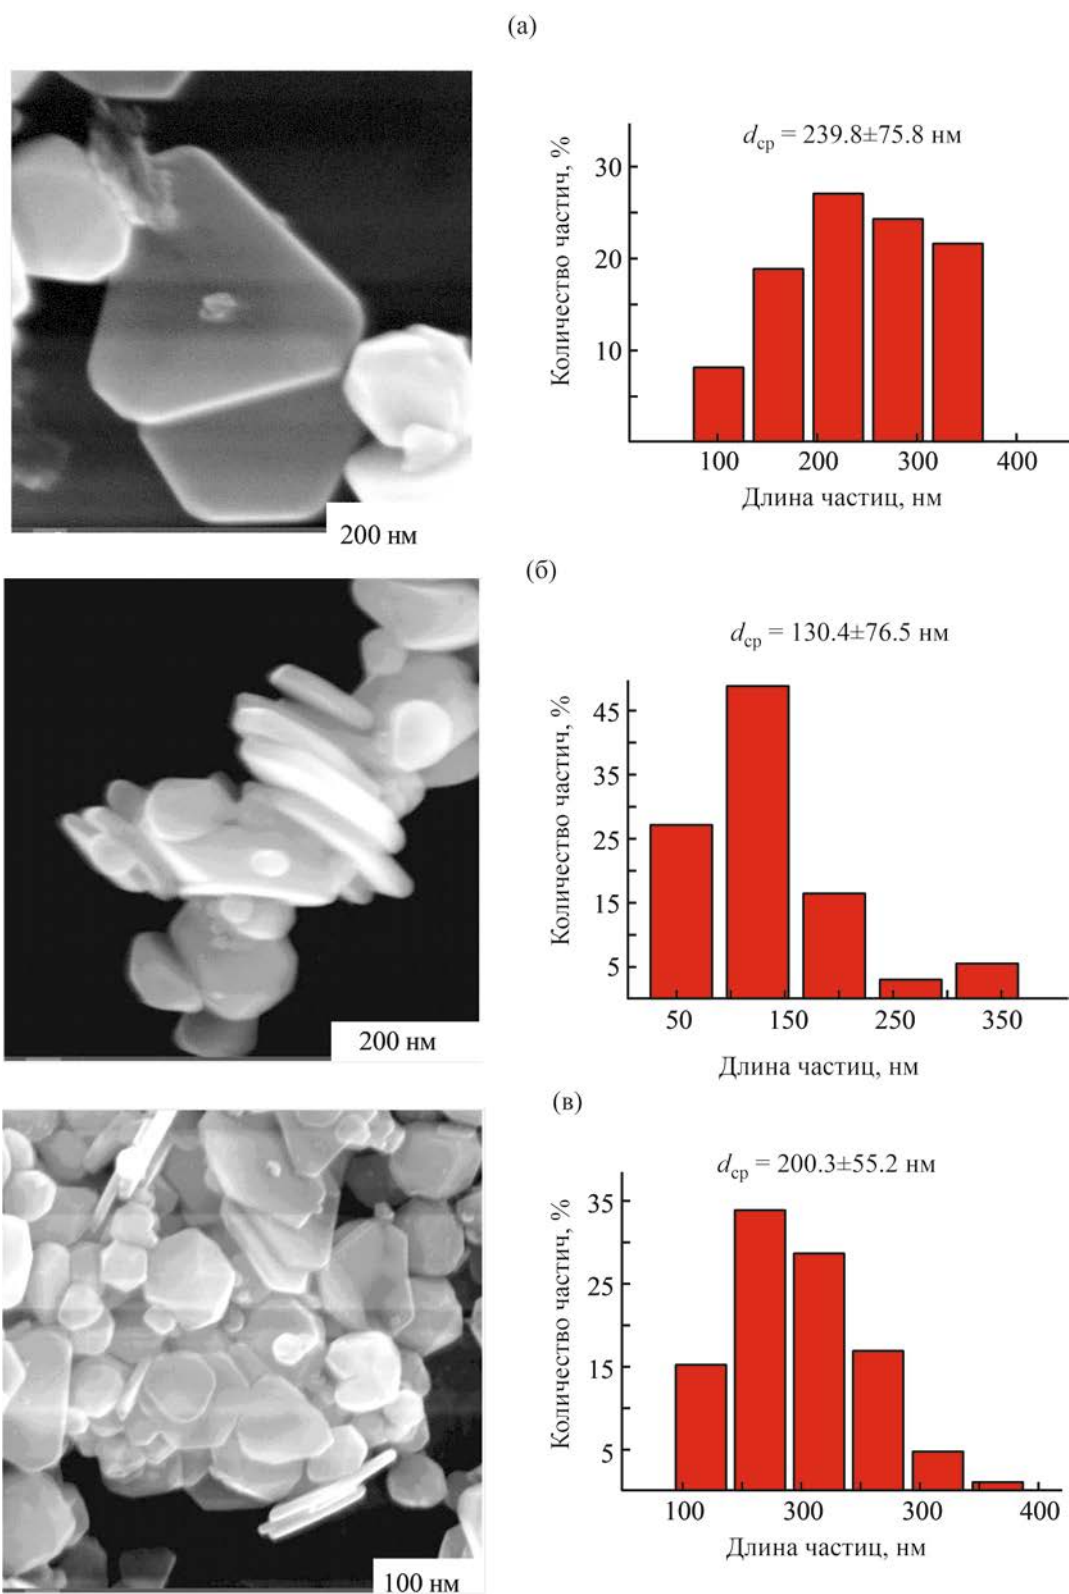 (а)
d_ср = 239.8±75.8 нм
Количество частиц, %
30
20
10
100 200 300 400
Длина частиц, нм
200 нм
(б)
d_ср = 130.4±76.5 нм
Количество частиц, %
45
35
25
15
5
50 150 250 350
Длина частиц, нм
200 нм
(в)
d_ср = 200.3±55.2 нм
Количество частиц, %
35
25
15
5
100 300 300 400
Длина частиц, нм
100 нм